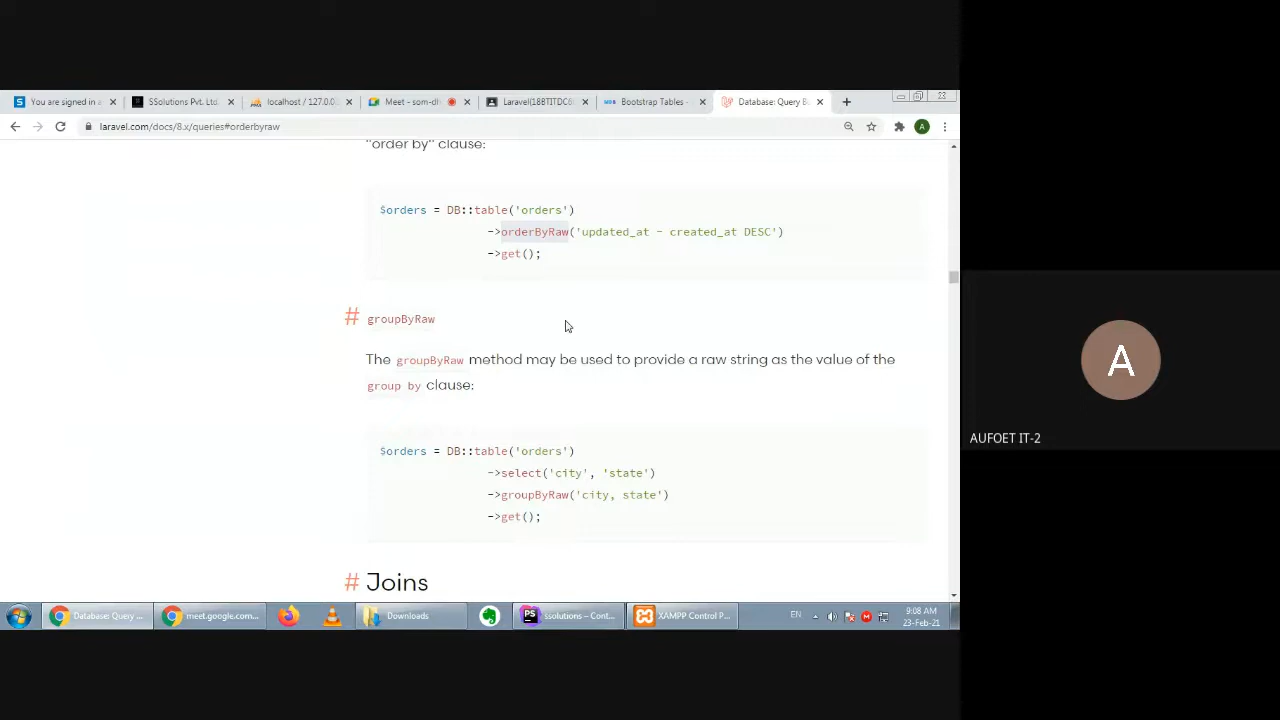 You are signed in a
SSolutions Pvt. Ltd.
localhost / 127.0.0.
Meet - som-d
Laravel(18BTITDC6
Bootstrap Tables -
Database: Query B
laravel.com/docs/8.x/queries#orderbyraw
A
"order by" clause:
$orders = DB::table('orders')
->orderByRaw('updated_at - created_at DESC')
->get();
# groupByRaw
The groupByRaw method may be used to provide a raw string as the value of the
group by clause:
$orders = DB::table('orders')
->select('city', 'state')
->groupByRaw('city, state')
->get();
# Joins
A
AUFOET IT-2
Database: Query ...
meet.google.com...
Downloads
PS
ssolutions – Cont...
XAMPP Control P...
EN
9:08 AM
23-Feb-21